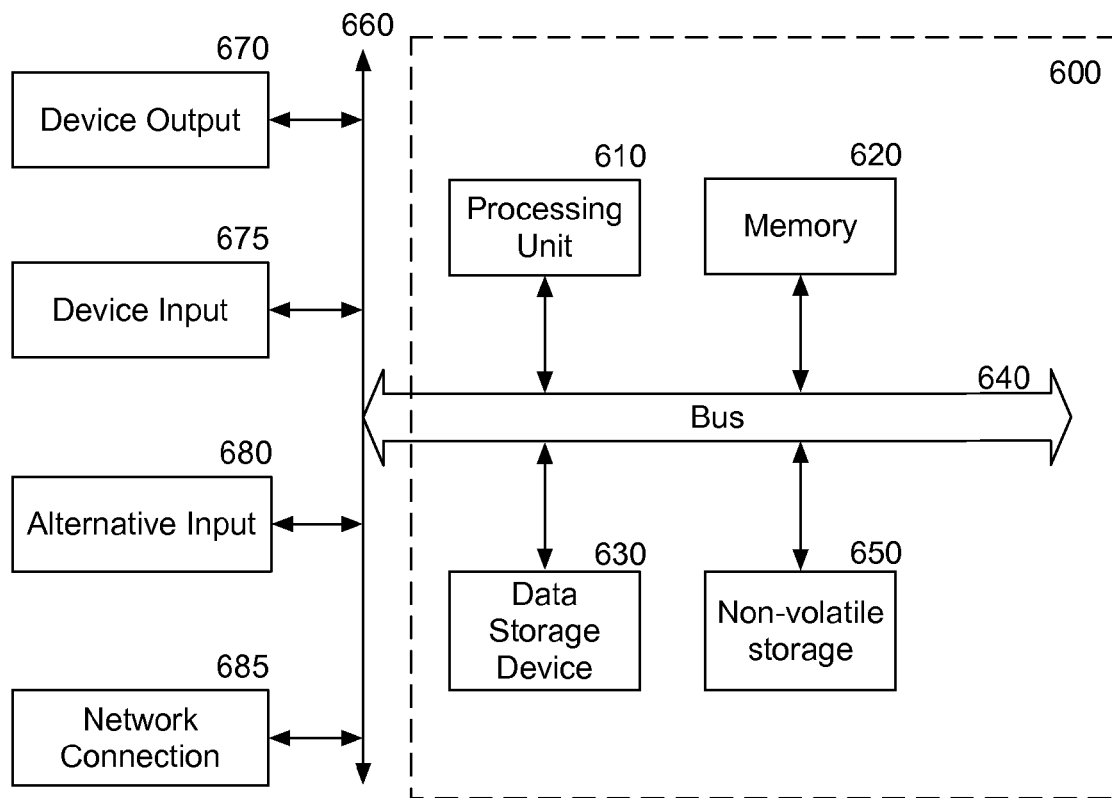 660
670
600
Device Output
610
620
Processing
Unit
Memory
675
Device Input
640
Bus
680
Alternative Input
630
650
Data
Storage
Device
Non-volatile
storage
685
Network
Connection